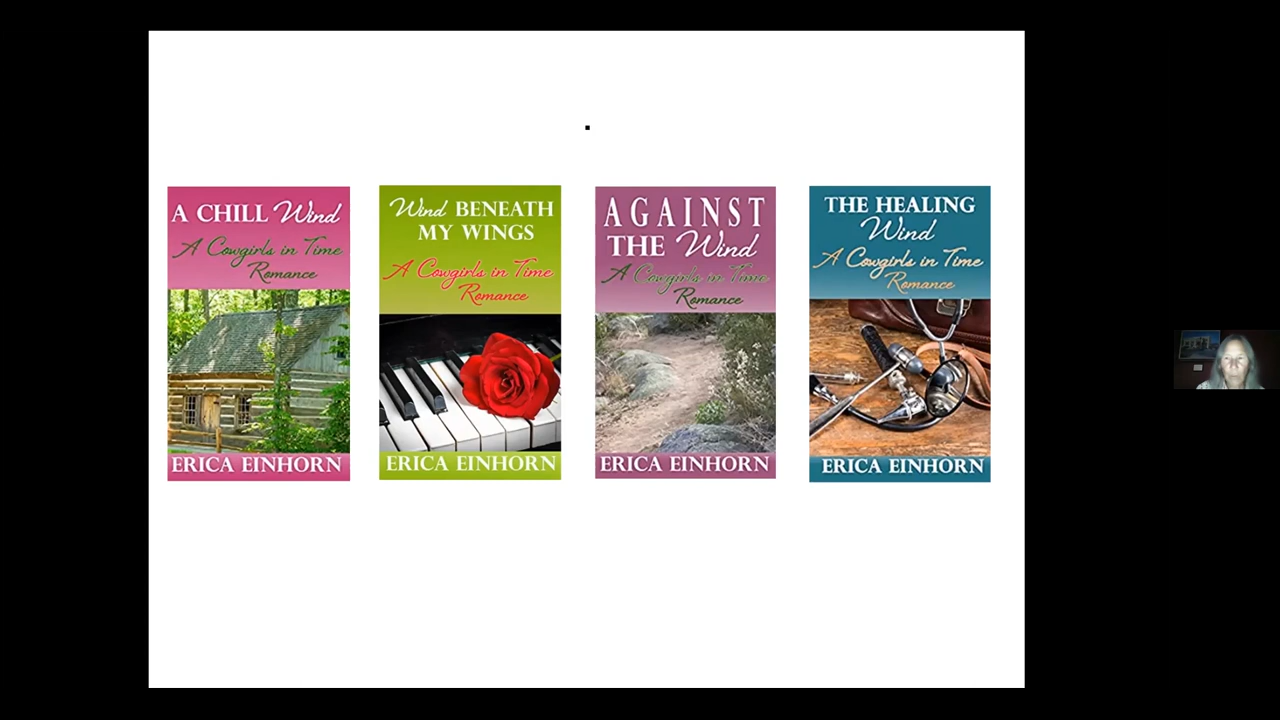 .
A CHILL Wind
A Cowgirls in Time
Romance
ERICA EINHORN
Wind BENEATH
MY WINGS
A Cowgirls in Time
Romance
ERICA EINHORN
AGAINST
THE Wind
A Cowgirls in Time
Romance
ERICA EINHORN
THE HEALING
Wind
A Cowgirls in Time
Romance
ERICA EINHORN